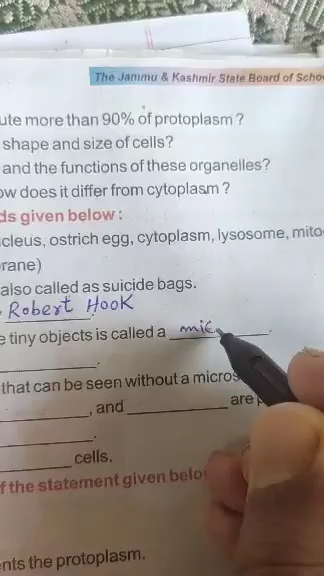 The Jammu & Kashmir State Board of
ute more than 90% of protoplasm ?
shape and size of cells?
and the functions of these organelles?
ow does it differ from cytoplasm ?
ds given below :
cleus, ostrich egg, cytoplasm, lysosome, mito
rane)
also called as suicide bags.
Robert Hook
e tiny objects is called a mic
that can be seen without a micros
, and are
cells.
f the statement given below
nts the protoplasm.